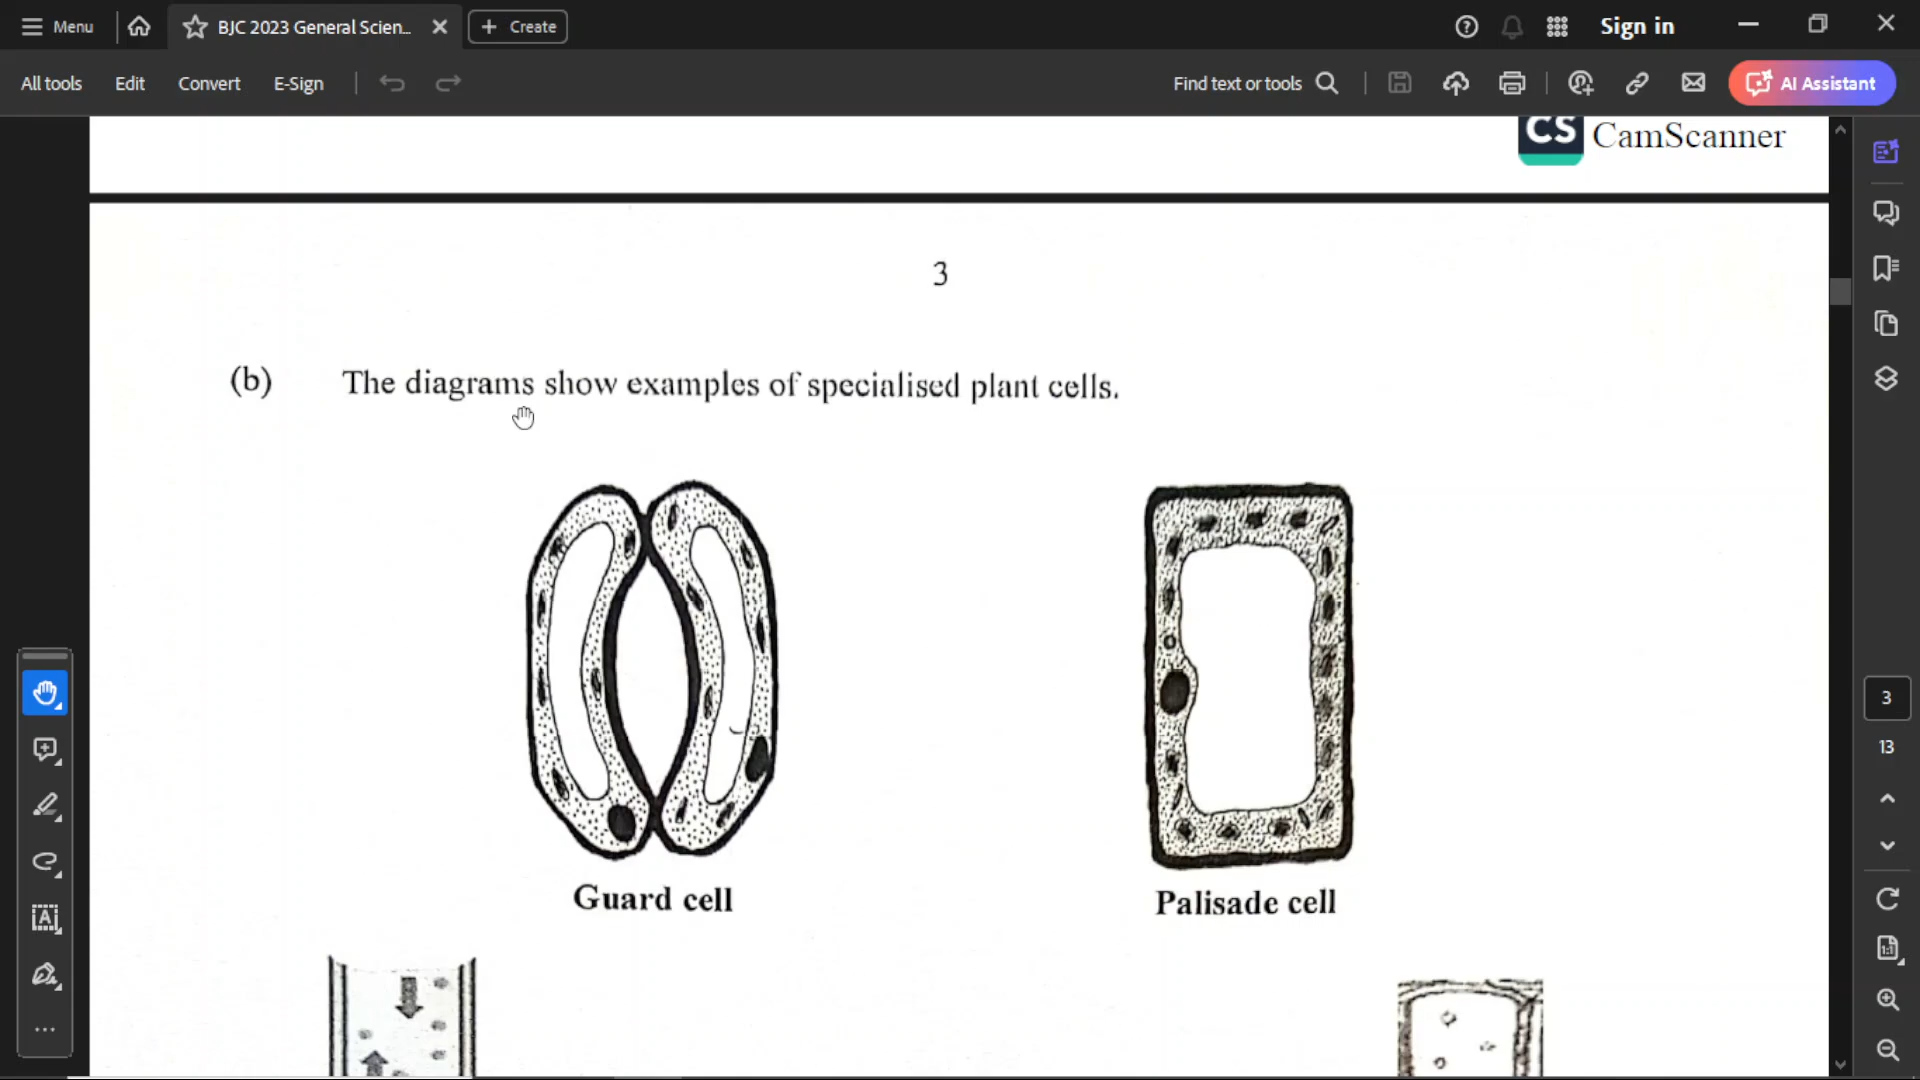 Menu
BJC 2023 General Scien...
Create
Sign in
All tools
Edit
Convert
E-Sign
Find text or tools
AI Assistant
CS CamScanner
3
(b) The diagrams show examples of specialised plant cells.
Guard cell
Palisade cell
3
13